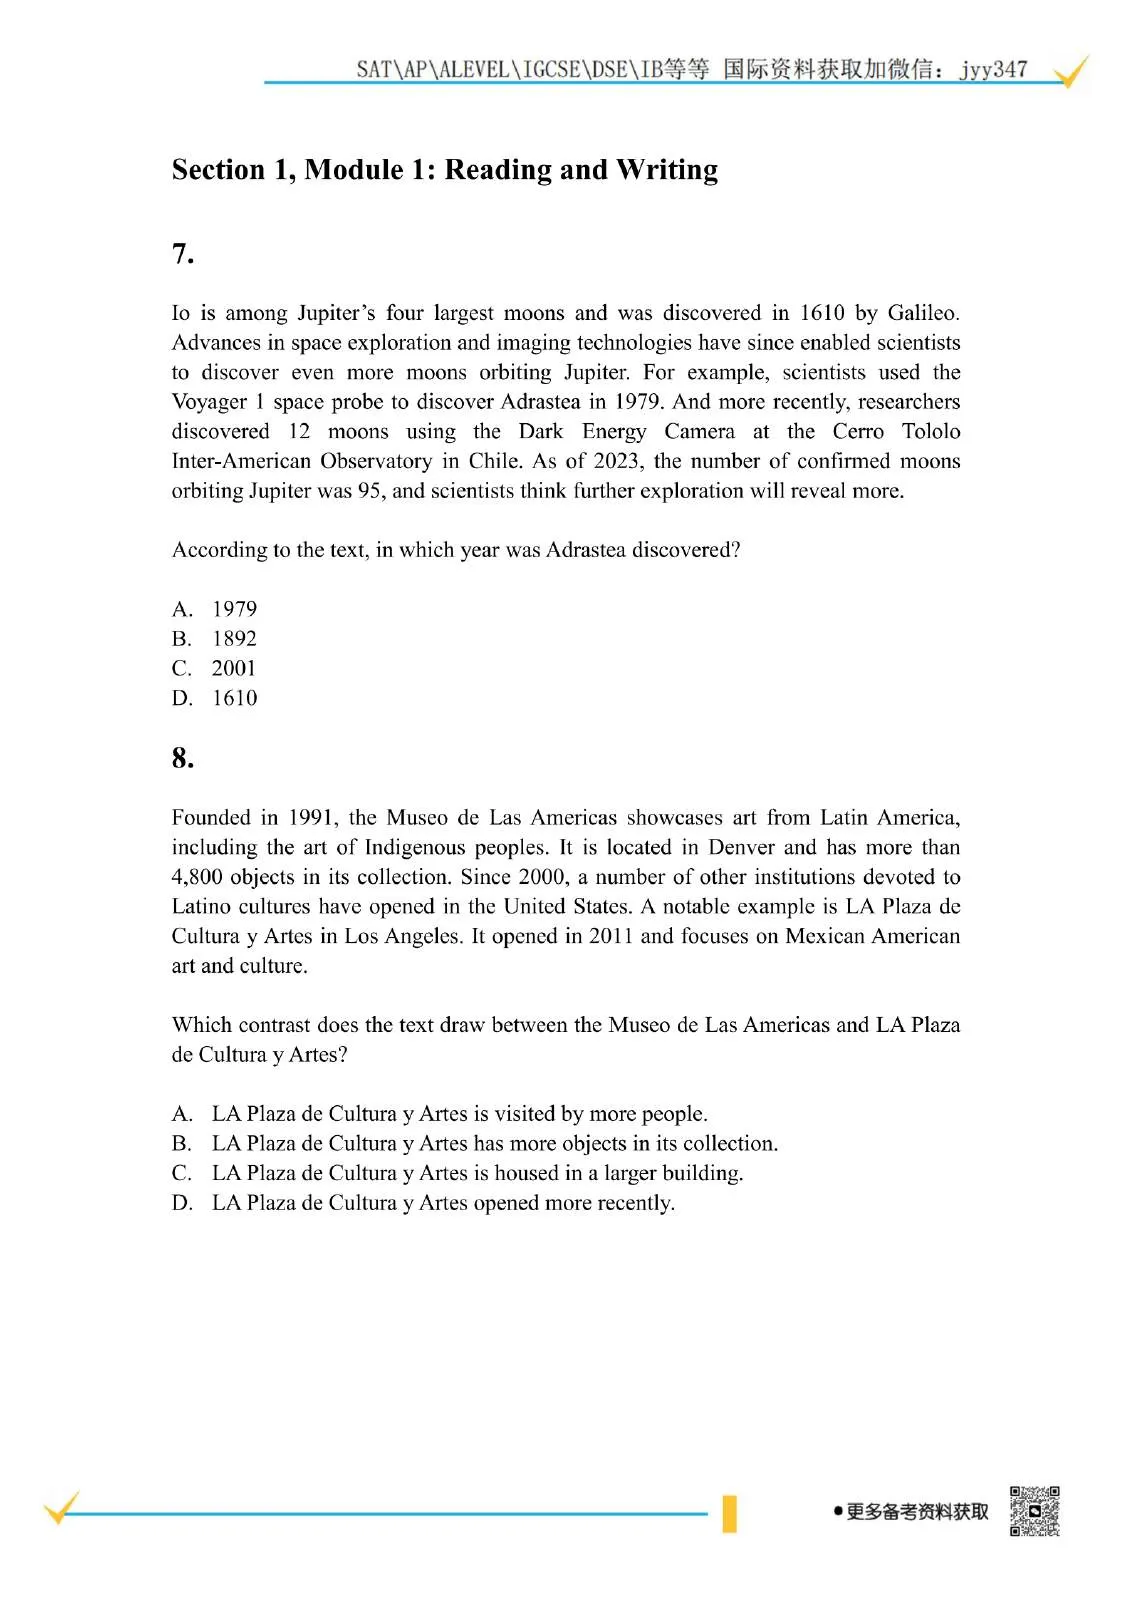 SAT\AP\ALEVEL\IGCSE\DSE\IB等等 国际资料获取加微信：jyy347
Section 1, Module 1: Reading and Writing
7.
Io is among Jupiter’s four largest moons and was discovered in 1610 by Galileo.
Advances in space exploration and imaging technologies have since enabled scientists
to discover even more moons orbiting Jupiter. For example, scientists used the
Voyager 1 space probe to discover Adrastea in 1979. And more recently, researchers
discovered 12 moons using the Dark Energy Camera at the Cerro Tololo
Inter-American Observatory in Chile. As of 2023, the number of confirmed moons
orbiting Jupiter was 95, and scientists think further exploration will reveal more.
According to the text, in which year was Adrastea discovered?
A. 1979
B. 1892
C. 2001
D. 1610
8.
Founded in 1991, the Museo de Las Americas showcases art from Latin America,
including the art of Indigenous peoples. It is located in Denver and has more than
4,800 objects in its collection. Since 2000, a number of other institutions devoted to
Latino cultures have opened in the United States. A notable example is LA Plaza de
Cultura y Artes in Los Angeles. It opened in 2011 and focuses on Mexican American
art and culture.
Which contrast does the text draw between the Museo de Las Americas and LA Plaza
de Cultura y Artes?
A. LA Plaza de Cultura y Artes is visited by more people.
B. LA Plaza de Cultura y Artes has more objects in its collection.
C. LA Plaza de Cultura y Artes is housed in a larger building.
D. LA Plaza de Cultura y Artes opened more recently.
•更多备考资料获取